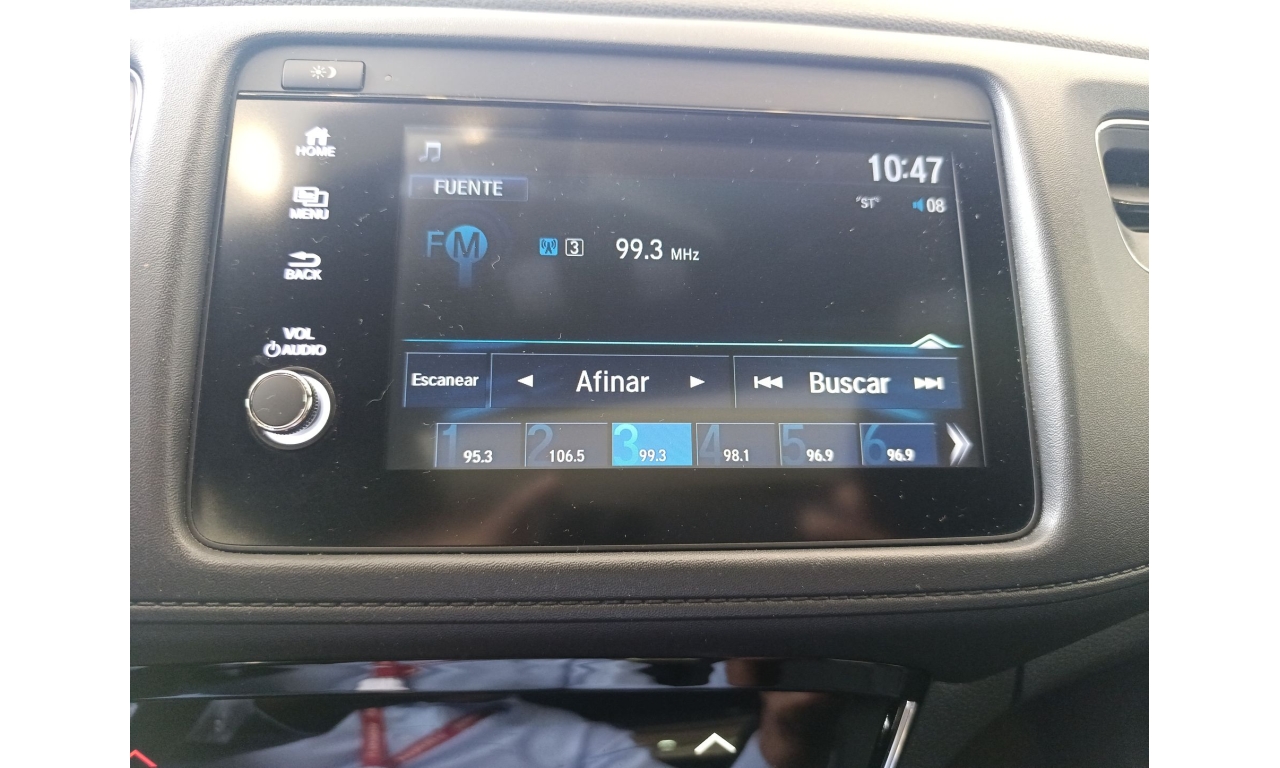 HOME
MENU
BACK
VOL
AUDIO
10:47
FUENTE
"ST" 08
FM 3 99.3 MHz
Escanear Afinar Buscar
1 95.3 2 106.5 3 99.3 4 98.1 5 96.9 6 96.9